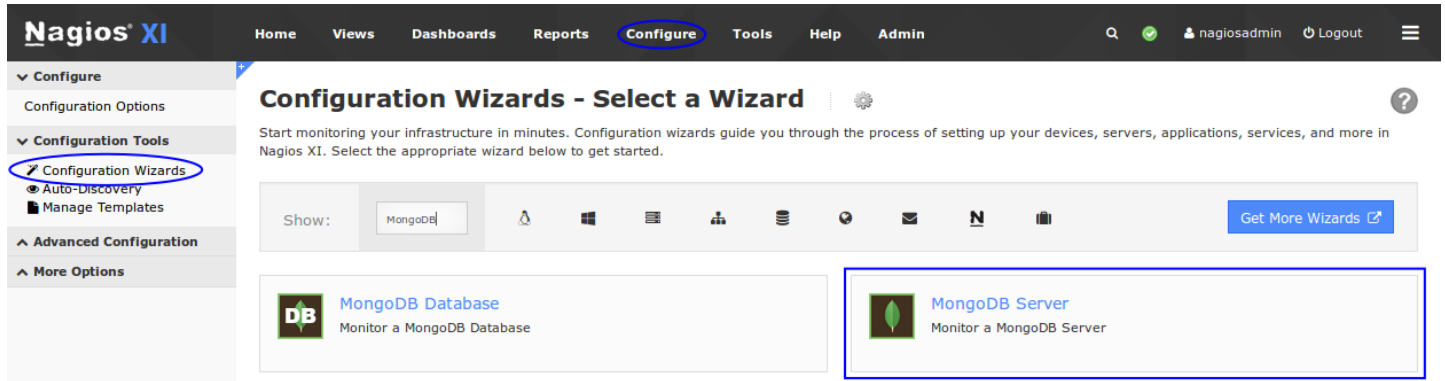 Nagios® XI
Home Views Dashboards Reports Configure Tools Help Admin nagiosadmin Logout
Configure
Configuration Options
Configuration Tools
Configuration Wizards
Auto-Discovery
Manage Templates
Advanced Configuration
More Options
Configuration Wizards - Select a Wizard
Start monitoring your infrastructure in minutes. Configuration wizards guide you through the process of setting up your devices, servers, applications, services, and more in
Nagios XI. Select the appropriate wizard below to get started.
Show: MongoDB N Get More Wizards
DB
MongoDB Database
Monitor a MongoDB Database
MongoDB Server
Monitor a MongoDB Server